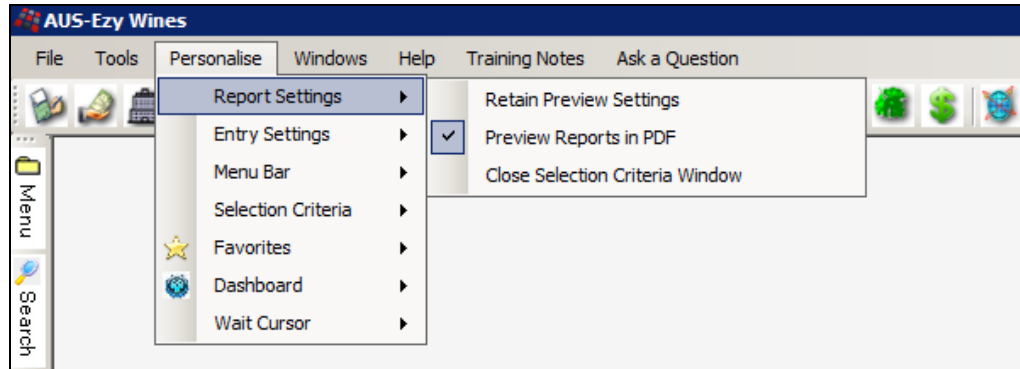 AUS-Ezy Wines
File Tools Personalise Windows Help Training Notes Ask a Question
Report Settings
Entry Settings
Menu Bar
Selection Criteria
Favorites
Dashboard
Wait Cursor
Retain Preview Settings
Preview Reports in PDF
Close Selection Criteria Window
Menu
Search